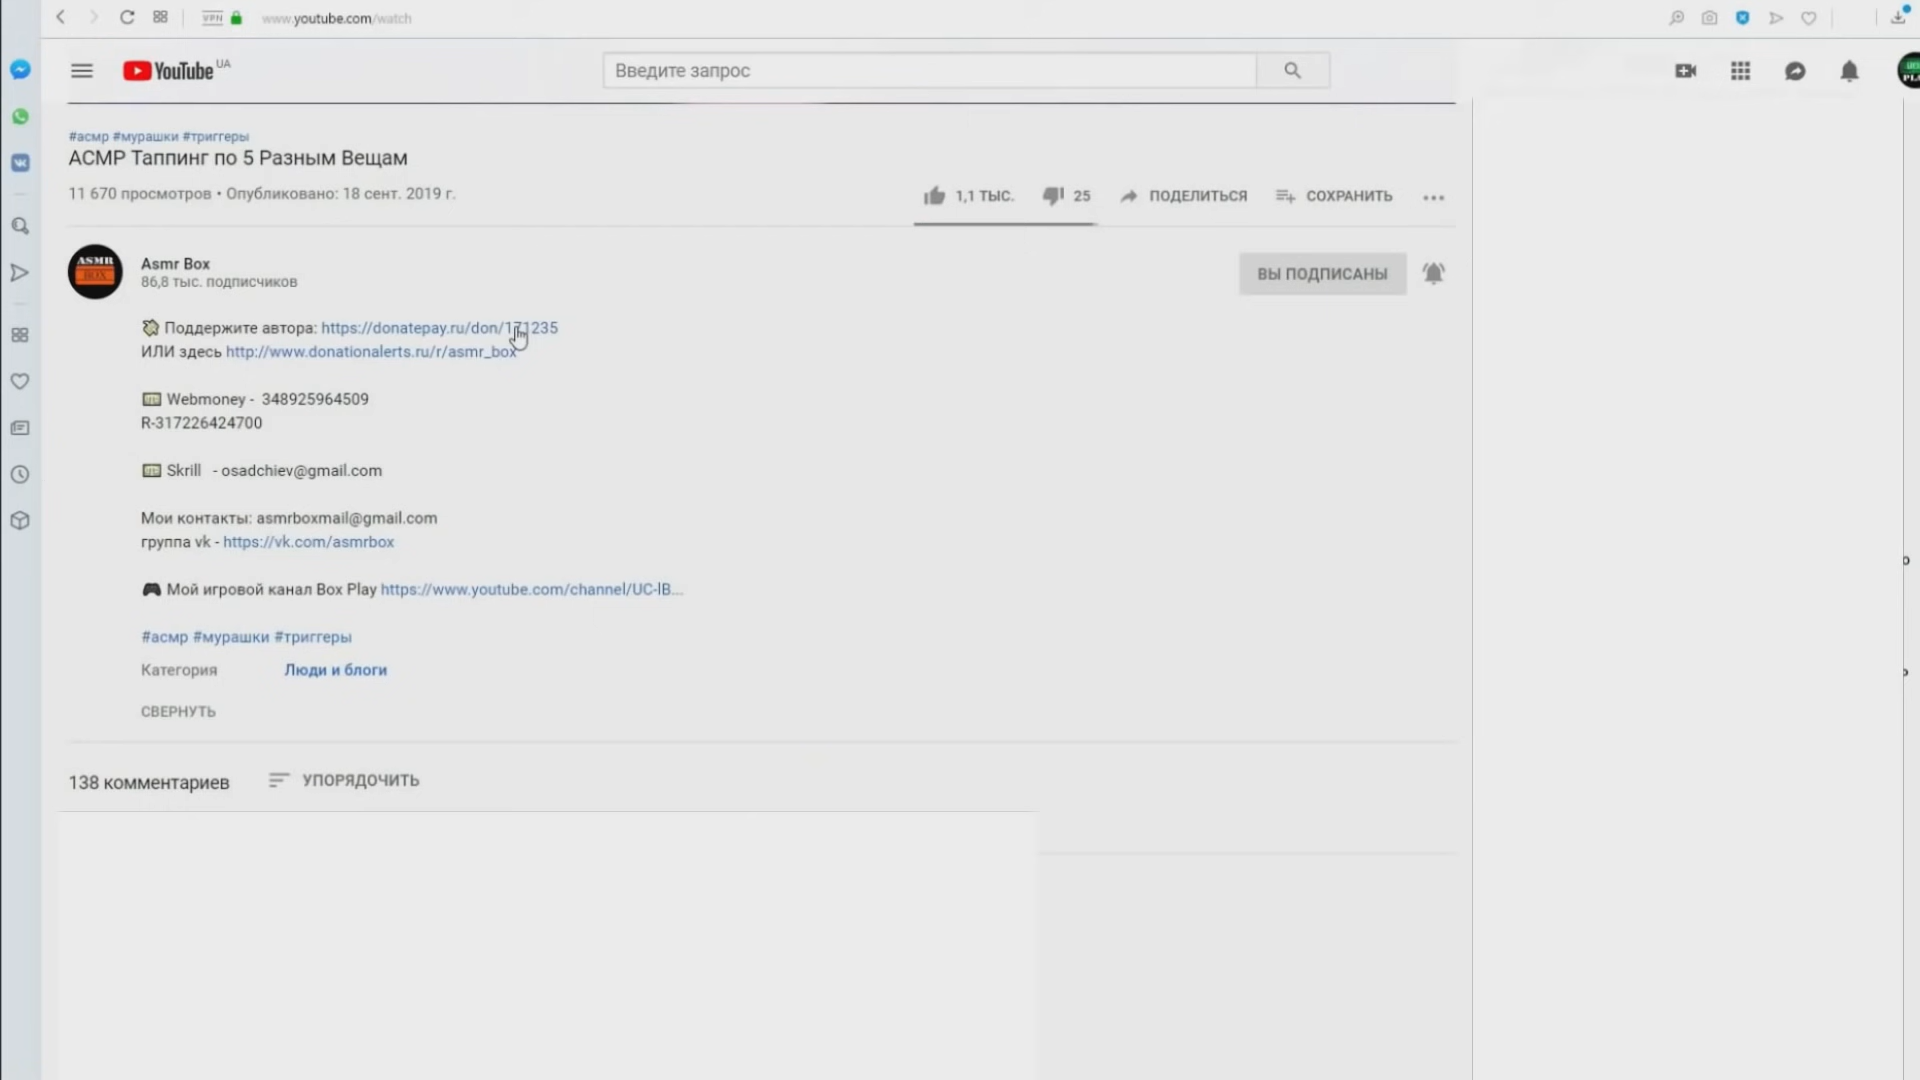 VPN www.youtube.com/watch
YouTube UA
Введите запрос
#асмр #мурашки #триггеры
АСМР Таппинг по 5 Разным Вещам
11 670 просмотров • Опубликовано: 18 сент. 2019 г.
1,1 ТЫС. 25 ПОДЕЛИТЬСЯ СОХРАНИТЬ
ASMR
BOX
Asmr Box
86,8 тыс. подписчиков
ВЫ ПОДПИСАНЫ
Поддержите автора: https://donatepay.ru/don/171235
ИЛИ здесь http://www.donationalerts.ru/r/asmr_box
Webmoney - 348925964509
R-317226424700
Skrill - osadchiev@gmail.com
Мои контакты: asmrboxmail@gmail.com
группа vk - https://vk.com/asmrbox
Мой игровой канал Box Play https://www.youtube.com/channel/UC-lB...
#асмр #мурашки #триггеры
Категория Люди и блоги
СВЕРНУТЬ
138 комментариев УПОРЯДОЧИТЬ